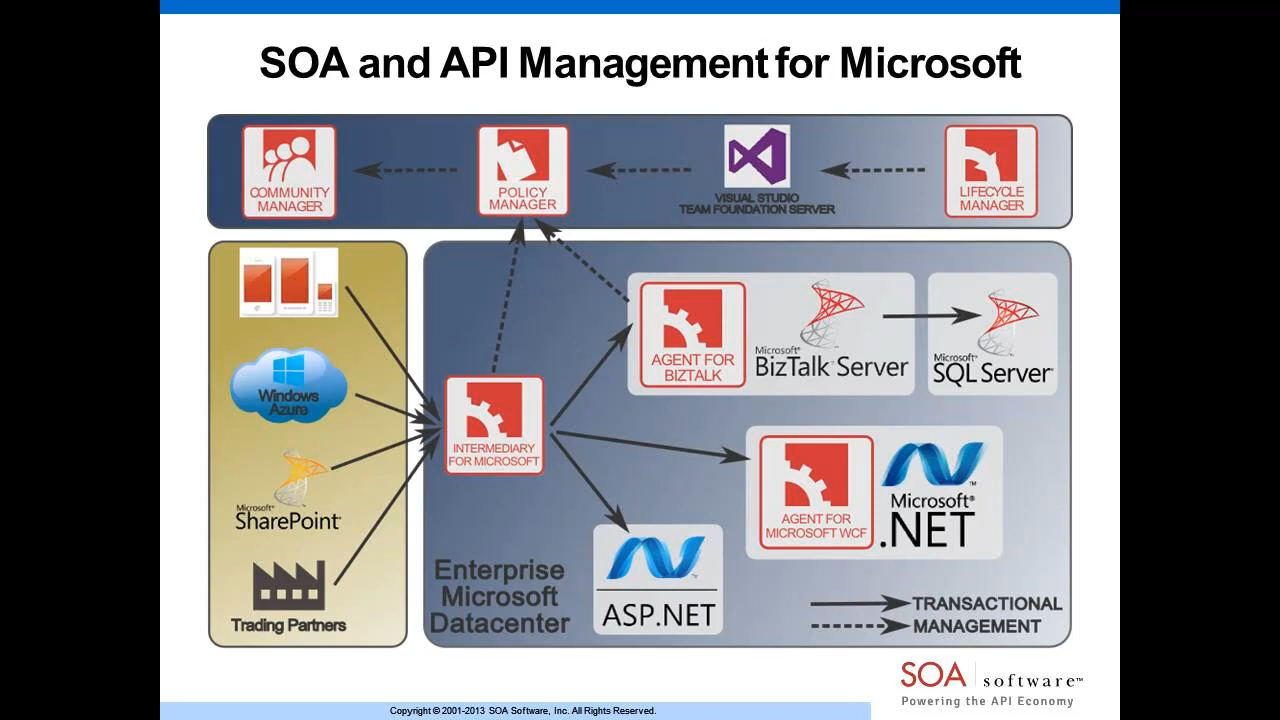 SOA and API Management for Microsoft
COMMUNITY
MANAGER
POLICY
MANAGER
VISUAL STUDIO
TEAM FOUNDATION SERVER
LIFECYCLE
MANAGER
Windows
Azura
Microsoft®
SharePoint®
Trading Partners
INTERMEDIARY
FOR MICROSOFT
AGENT FOR
BIZTALK
Microsoft®
BizTalk Server
Microsoft®
SQL Server®
AGENT FOR
MICROSOFT WCF
Microsoft®
.NET
Enterprise
Microsoft
Datacenter
ASP.NET
TRANSACTIONAL
MANAGEMENT
SOA software™
Powering the API Economy
Copyright © 2001-2013 SOA Software, Inc. All Rights Reserved.